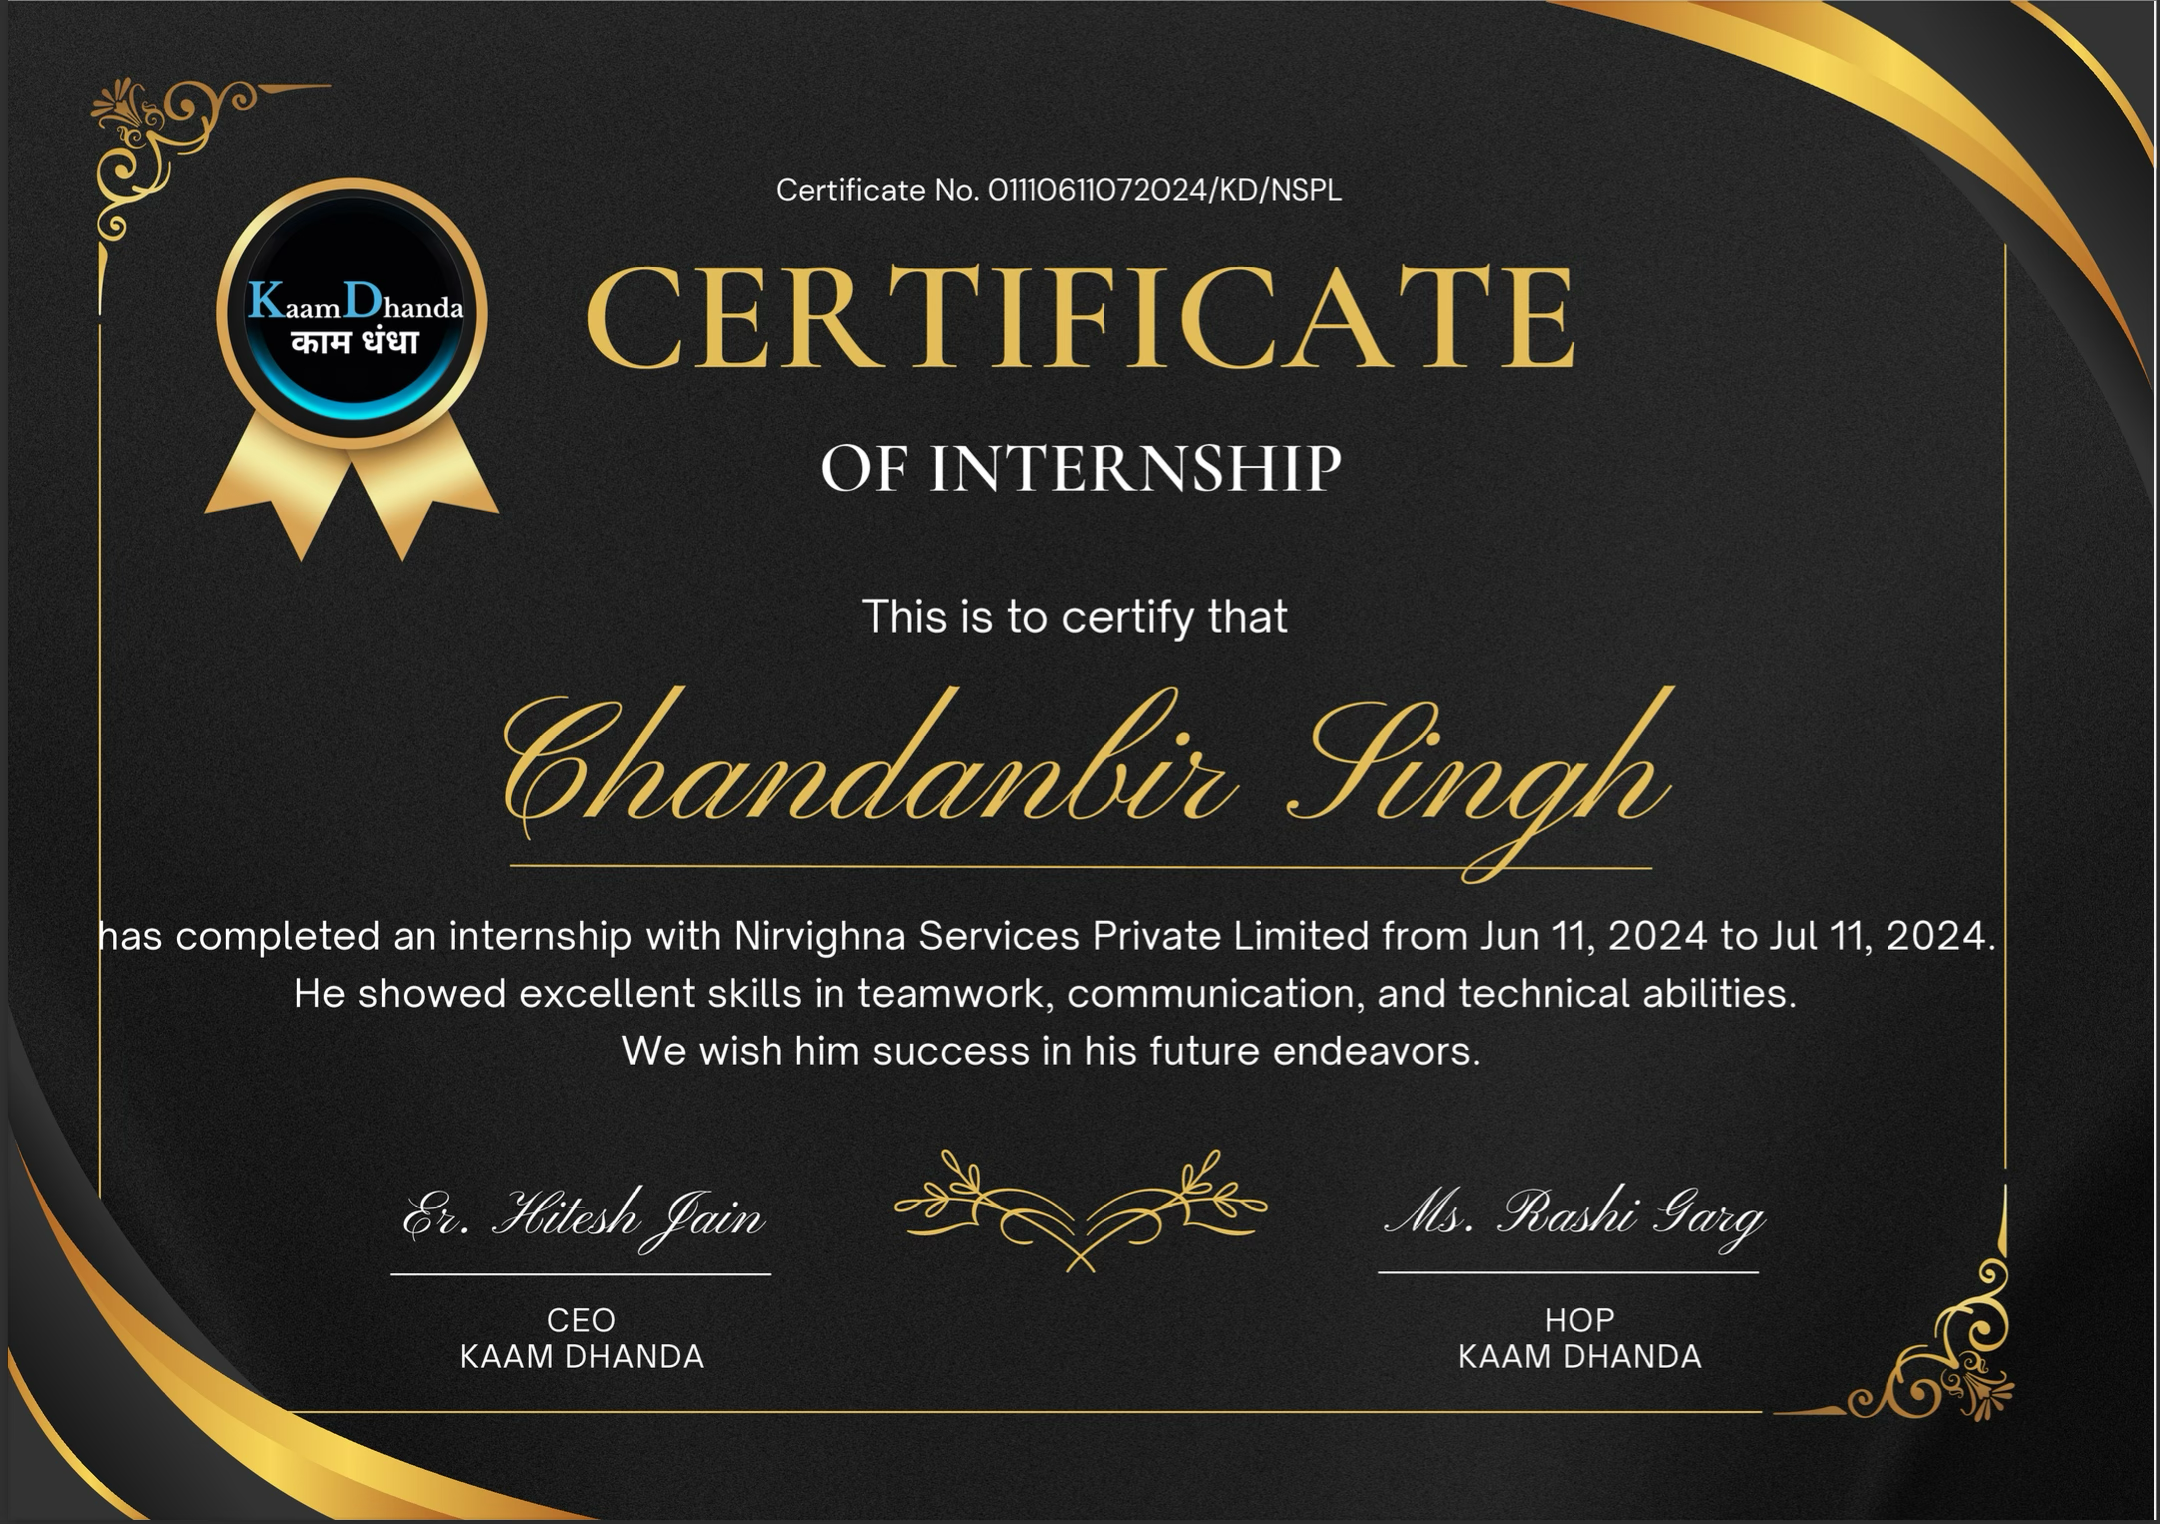 Certificate No. 01110611072024/KD/NSPL
KaamDhanda
काम धंधा
CERTIFICATE
OF INTERNSHIP
This is to certify that
Chandanbir Singh
has completed an internship with Nirvighna Services Private Limited from Jun 11, 2024 to Jul 11, 2024.
He showed excellent skills in teamwork, communication, and technical abilities.
We wish him success in his future endeavors.
Er. Hitesh Jain
CEO
KAAM DHANDA
Ms. Rashi Garg
HOP
KAAM DHANDA